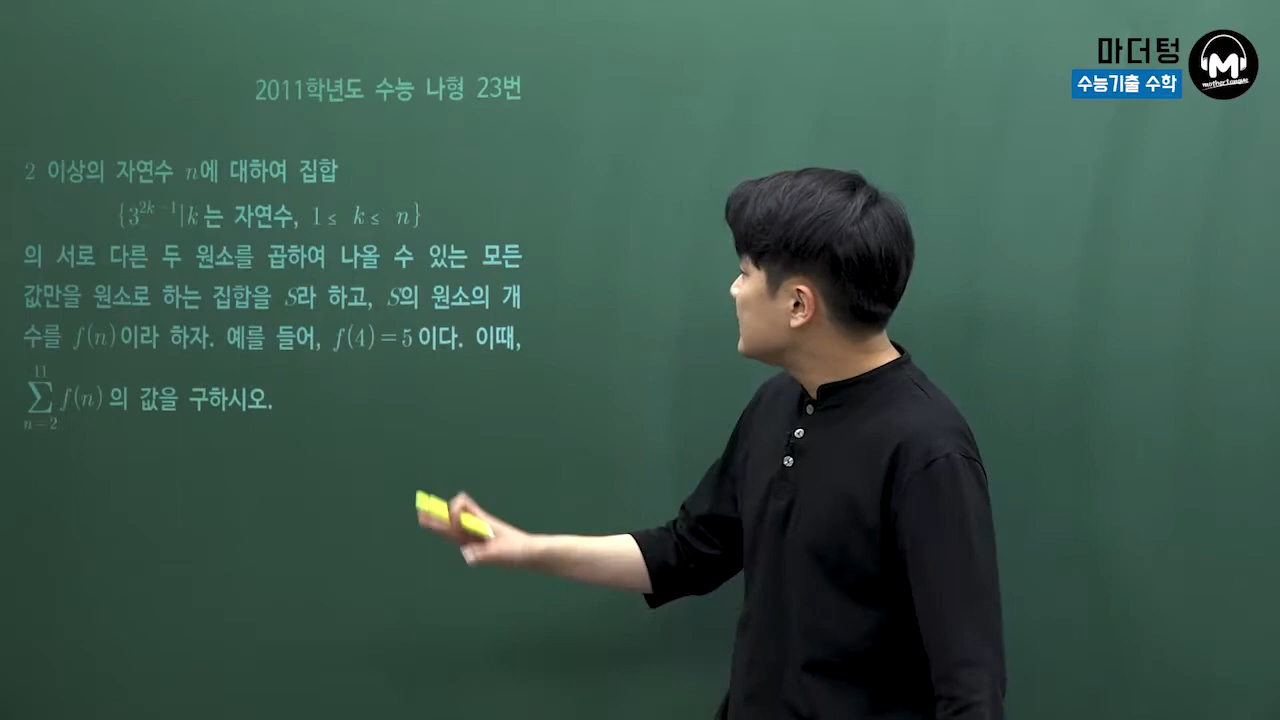 마더텅
수능기출 수학
M
mothertongue
2011학년도 수능 나형 23번
2 이상의 자연수 n에 대하여 집합
{3^{2k-1}|k는 자연수, 1≤ k≤ n}
의 서로 다른 두 원소를 곱하여 나올 수 있는 모든
값만을 원소로 하는 집합을 S라 하고, S의 원소의 개
수를 f(n)이라 하자. 예를 들어, f(4)=5이다. 이때,
\sum_{n=2}^{11} f(n)의 값을 구하시오.